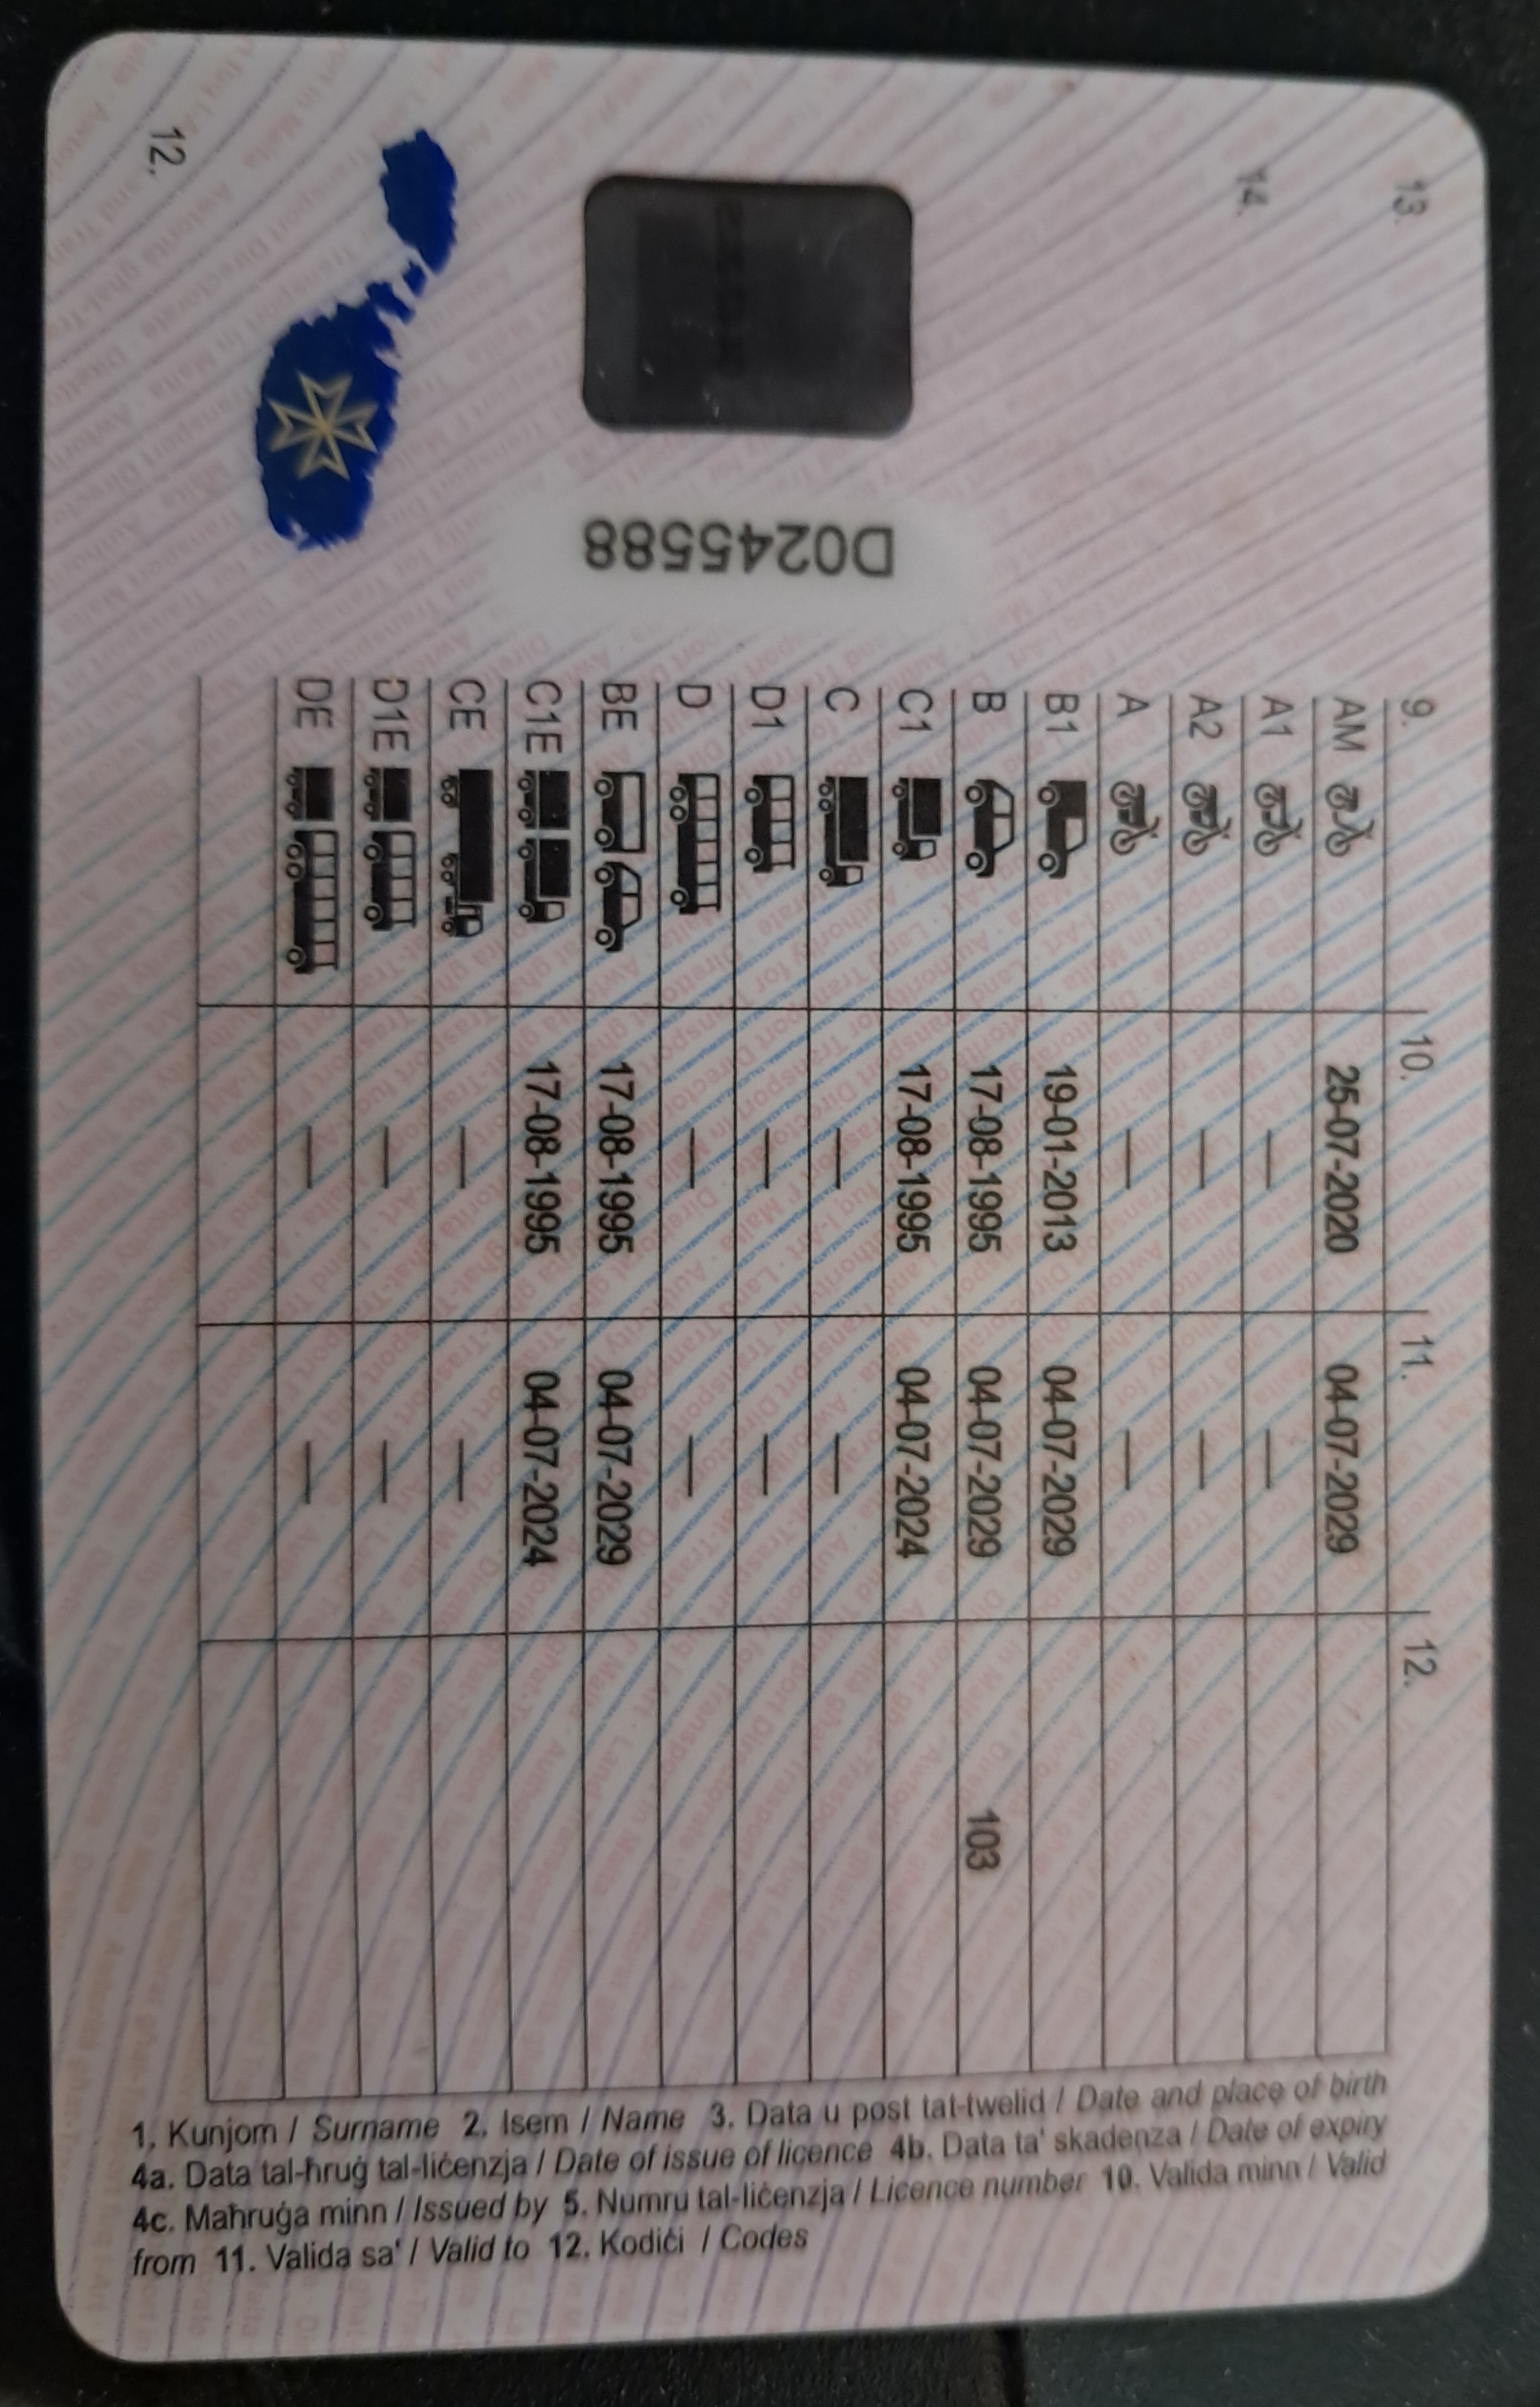 13.
14.
12.
D0245588
9. 10. 11. 12.
AM 25-07-2020 04-07-2029
A1 — —
A2 — —
A — —
B1 19-01-2013 04-07-2029
B 17-08-1995 04-07-2029 103
C1 17-08-1995 04-07-2024
C — —
D1 — —
D — —
BE 17-08-1995 04-07-2029
C1E 17-08-1995 04-07-2024
CE — —
D1E — —
DE — —
1. Kunjom / Surname 2. Isem / Name 3. Data u post tat-twelid / Date and place of birth
4a. Data tal-ħruġ tal-liċenzja / Date of issue of licence 4b. Data ta' skadenza / Date of expiry
4c. Maħruġa minn / Issued by 5. Numru tal-liċenzja / Licence number 10. Valida minn / Valid
from 11. Valida sa' / Valid to 12. Kodiċi / Codes